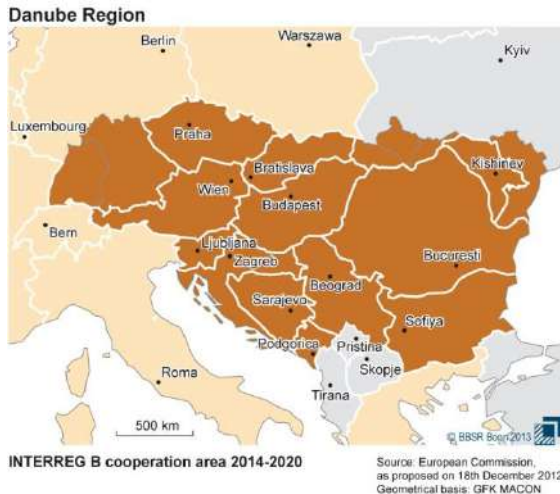 Danube Region
Berlin
Warszawa
Kyiv
Luxembourg
Praha
Kishinev
Bratislava
Wien
Budapest
Bern
Ljubljana
Zagreb
Bucuresti
Beograd
Sarajevo
Sofiya
Podgorica
Pristina
Skopje
Roma
Tirana
500 km
© BBSR Bonn 2013
INTERREG B cooperation area 2014-2020
Source: European Commission,
as proposed on 18th December 2012
Geometrical basis: GFK MACON